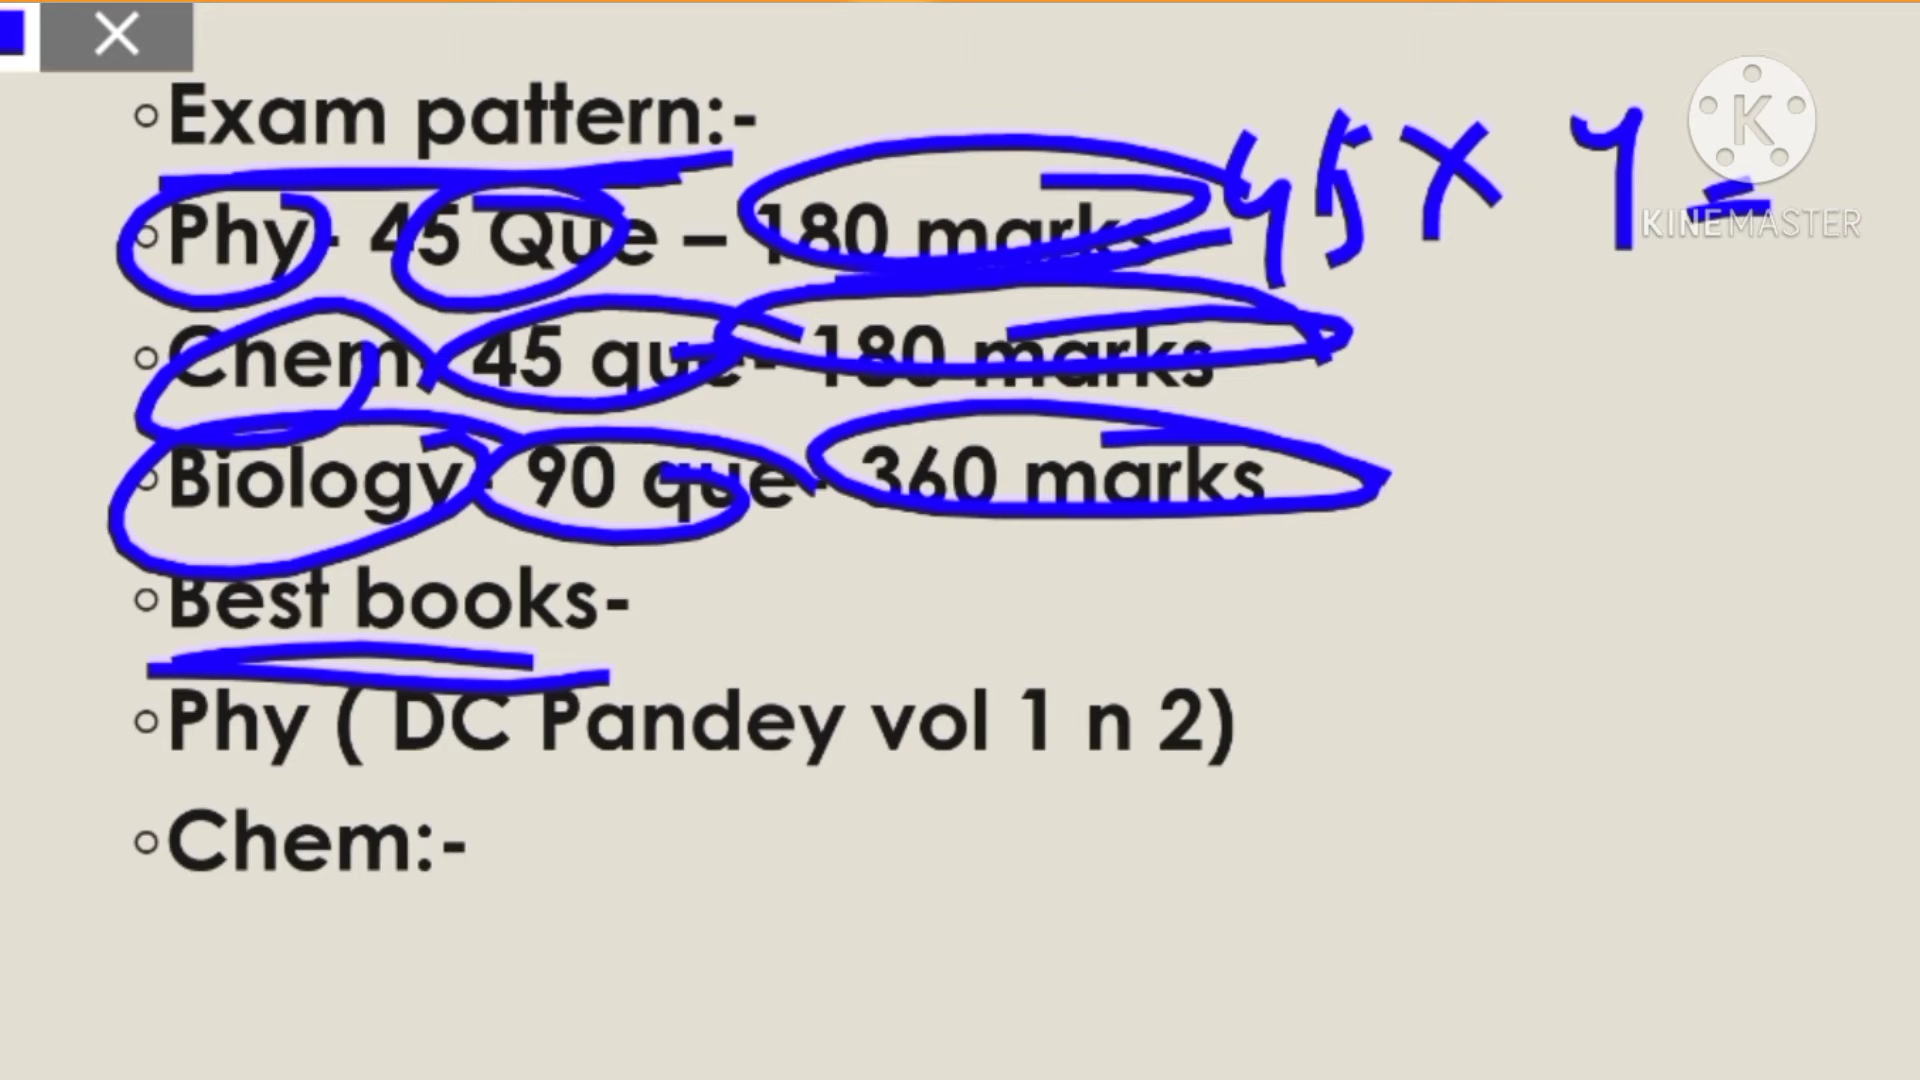 Exam pattern:-
Phy- 45 Que – 180 marks
45 x 4 =
K
KINEMASTER
Chem- 45 que- 180 marks
Biology- 90 que- 360 marks
Best books-
Phy ( DC Pandey vol 1 n 2)
Chem:-